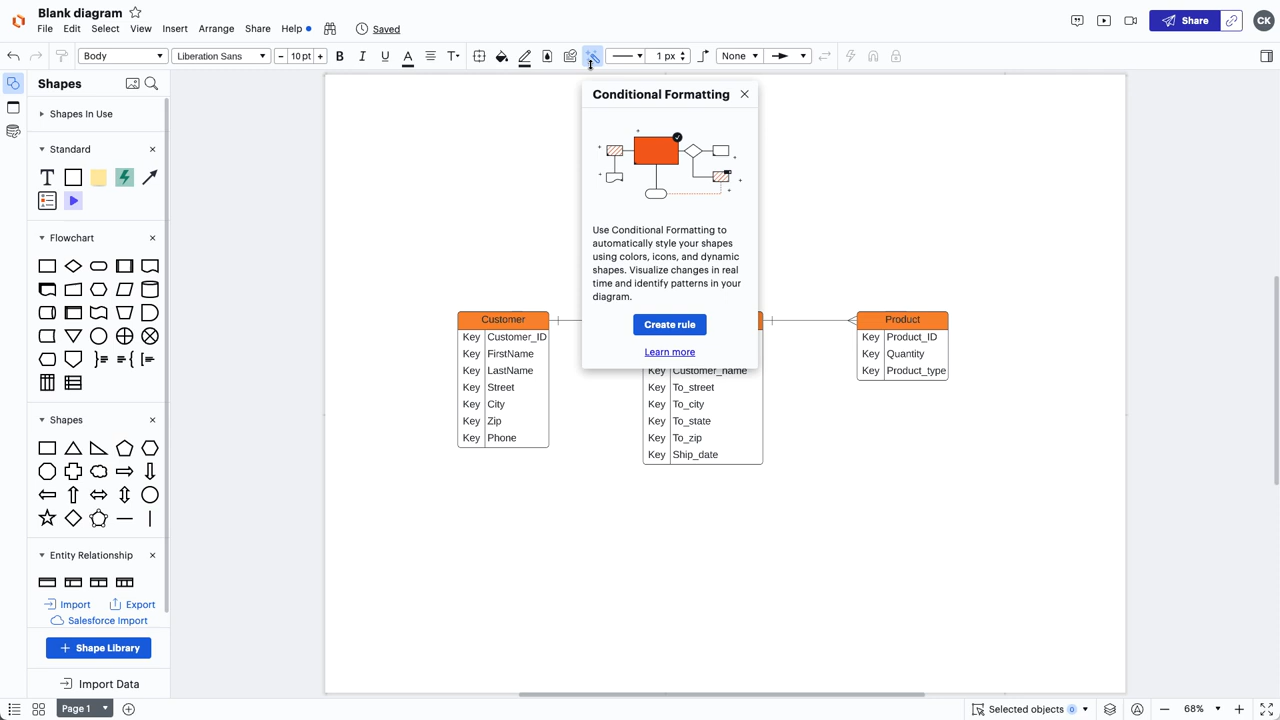 Blank diagram
File Edit Select View Insert Arrange Share Help Saved
Share
CK
Body Liberation Sans 10 pt B I U A T 1 px None
Shapes
Shapes In Use
Standard
T
Flowchart
Shapes
Entity Relationship
Import Export
Salesforce Import
+ Shape Library
Import Data
Conditional Formatting
Use Conditional Formatting to
automatically style your shapes
using colors, icons, and dynamic
shapes. Visualize changes in real
time and identify patterns in your
diagram.
Create rule
Learn more
Customer
Key Customer_ID
Key FirstName
Key LastName
Key Street
Key City
Key Zip
Key Phone
Key Customer_name
Key To_street
Key To_city
Key To_state
Key To_zip
Key Ship_date
Product
Key Product_ID
Key Quantity
Key Product_type
Page 1
Selected objects 0
68%